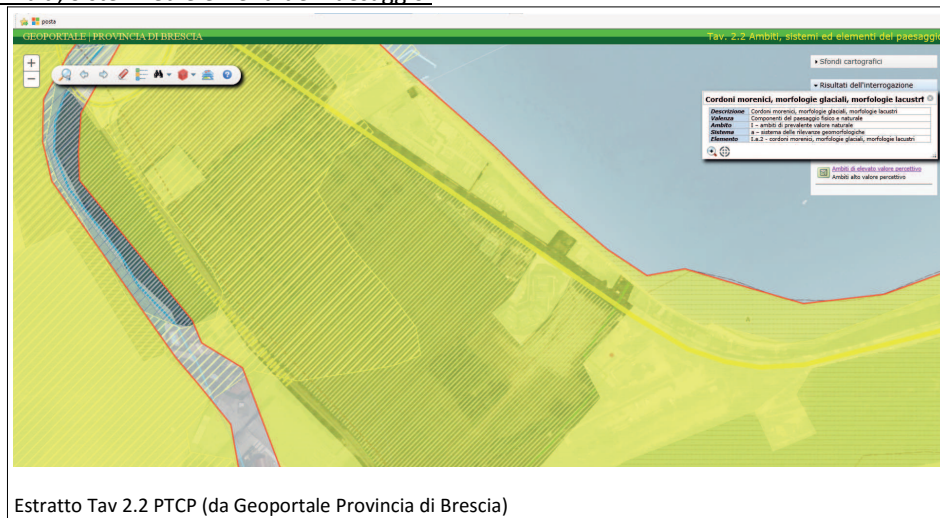 posta
GEOPORTALE | PROVINCIA DI BRESCIA
Tav. 2.2 Ambiti, sistemi ed elementi del paesaggio
Sfondi cartografici
Risultati dell'interrogazione
Cordoni morenici, morfologie glaciali, morfologie lacustri
Descrizione Cordoni morenici, morfologie glaciali, morfologie lacustri
Valenza Componenti del paesaggio fisico e naturale
Ambito I – ambiti di prevalente valore naturale
Sistema a – sistema delle rilevanze geomorfologiche
Elemento I.a.2 - cordoni morenici, morfologie glaciali, morfologie lacustri
Ambiti di elevato valore percettivo
Ambiti alto valore percettivo
Estratto Tav 2.2 PTCP (da Geoportale Provincia di Brescia)